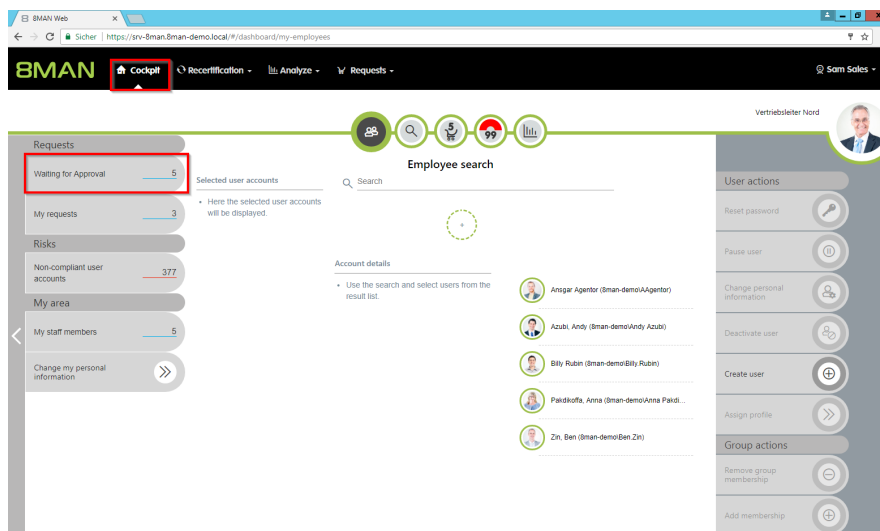 8MAN Web
Sicher | https://srv-8man.8man-demo.local/#/dashboard/my-employees
8MAN
Cockpit
Recertification
Analyze
Requests
Sam Sales
Vertriebsleiter Nord
5
99
Requests
Waiting for Approval 5
My requests 3
Risks
Non-compliant user
accounts
377
My area
My staff members 5
Change my personal
information
Selected user accounts
Here the selected user accounts
will be displayed.
Employee search
Search
Account details
Use the search and select users from the
result list.
Ansgar Agentor (8man-demo\AAgentor)
Azubi, Andy (8man-demo\Andy Azubi)
Billy Rubin (8man-demo\Billy.Rubin)
Pakdikoffa, Anna (8man-demo\Anna Pakdi...
Zin, Ben (8man-demo\Ben.Zin)
User actions
Reset password
Pause user
Change personal
information
Deactivate user
Create user
Assign profile
Group actions
Remove group
membership
Add membership